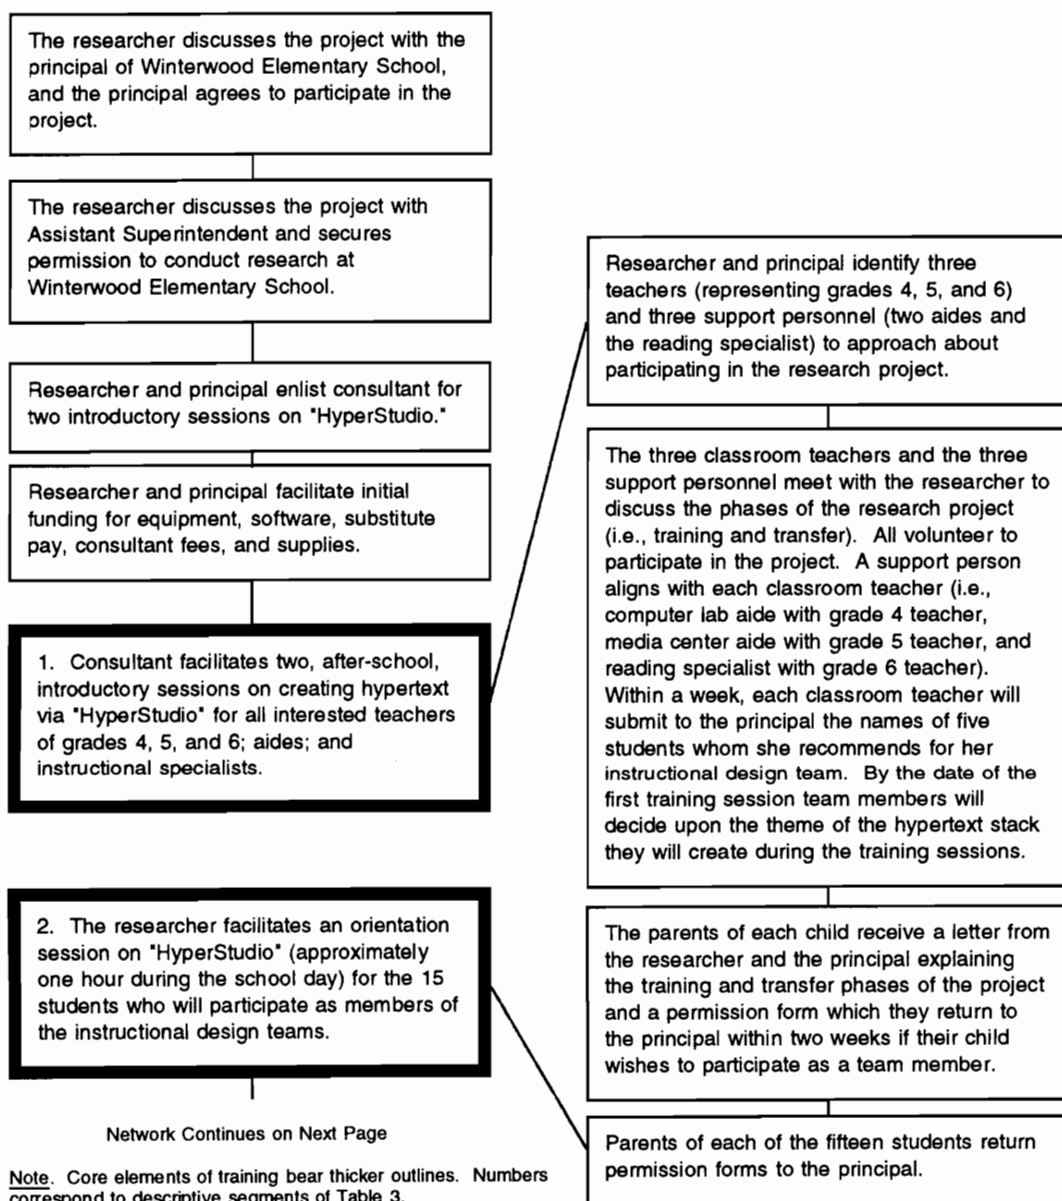 The researcher discusses the project with the
principal of Winterwood Elementary School,
and the principal agrees to participate in the
project.
The researcher discusses the project with
Assistant Superintendent and secures
permission to conduct research at
Winterwood Elementary School.
Researcher and principal enlist consultant for
two introductory sessions on "HyperStudio."
Researcher and principal facilitate initial
funding for equipment, software, substitute
pay, consultant fees, and supplies.
1. Consultant facilitates two, after-school,
introductory sessions on creating hypertext
via "HyperStudio" for all interested teachers
of grades 4, 5, and 6; aides; and
instructional specialists.
Researcher and principal identify three
teachers (representing grades 4, 5, and 6)
and three support personnel (two aides and
the reading specialist) to approach about
participating in the research project.
The three classroom teachers and the three
support personnel meet with the researcher to
discuss the phases of the research project
(i.e., training and transfer). All volunteer to
participate in the project. A support person
aligns with each classroom teacher (i.e.,
computer lab aide with grade 4 teacher,
media center aide with grade 5 teacher, and
reading specialist with grade 6 teacher).
Within a week, each classroom teacher will
submit to the principal the names of five
students whom she recommends for her
instructional design team. By the date of the
first training session team members will
decide upon the theme of the hypertext stack
they will create during the training sessions.
The parents of each child receive a letter from
the researcher and the principal explaining
the training and transfer phases of the project
and a permission form which they return to
the principal within two weeks if their child
wishes to participate as a team member.
Parents of each of the fifteen students return
permission forms to the principal.
2. The researcher facilitates an orientation
session on "HyperStudio" (approximately
one hour during the school day) for the 15
students who will participate as members of
the instructional design teams.
Network Continues on Next Page
Note. Core elements of training bear thicker outlines. Numbers
correspond to descriptive segments of Table 3.